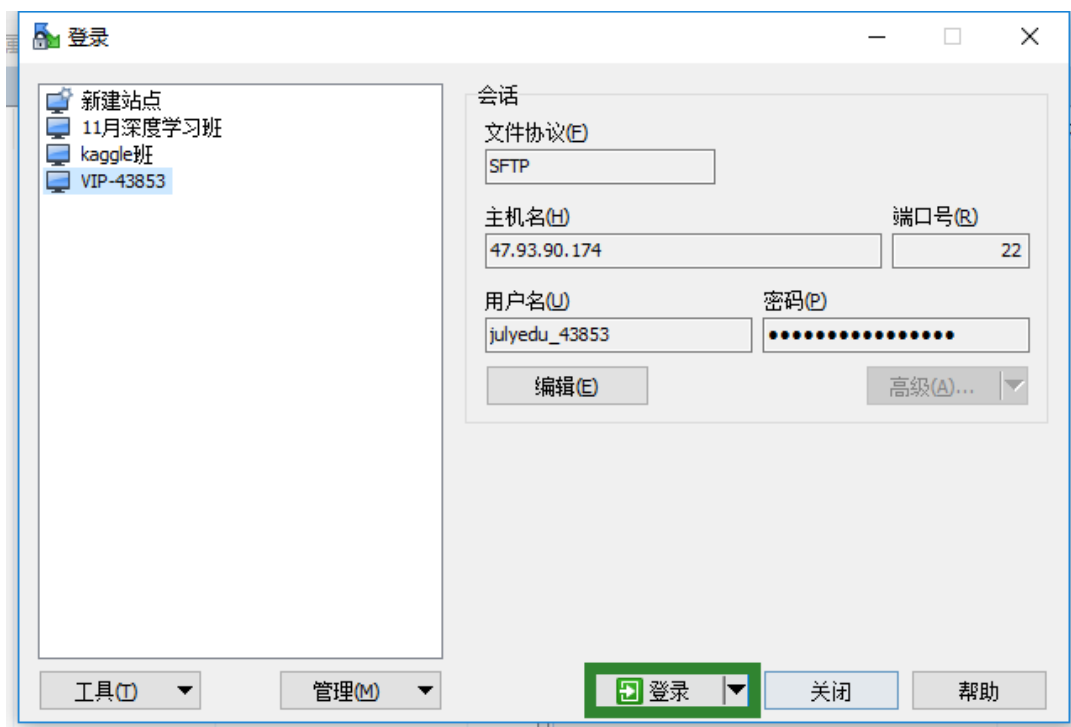 登录
新建站点
11月深度学习班
kaggle班
VIP-43853
会话
文件协议(F)
SFTP
主机名(H) 端口号(R)
47.93.90.174 22
用户名(U) 密码(P)
julyedu_43853 ••••••••••••••••
编辑(E) 高级(A)...
工具(T) 管理(M) 登录 关闭 帮助